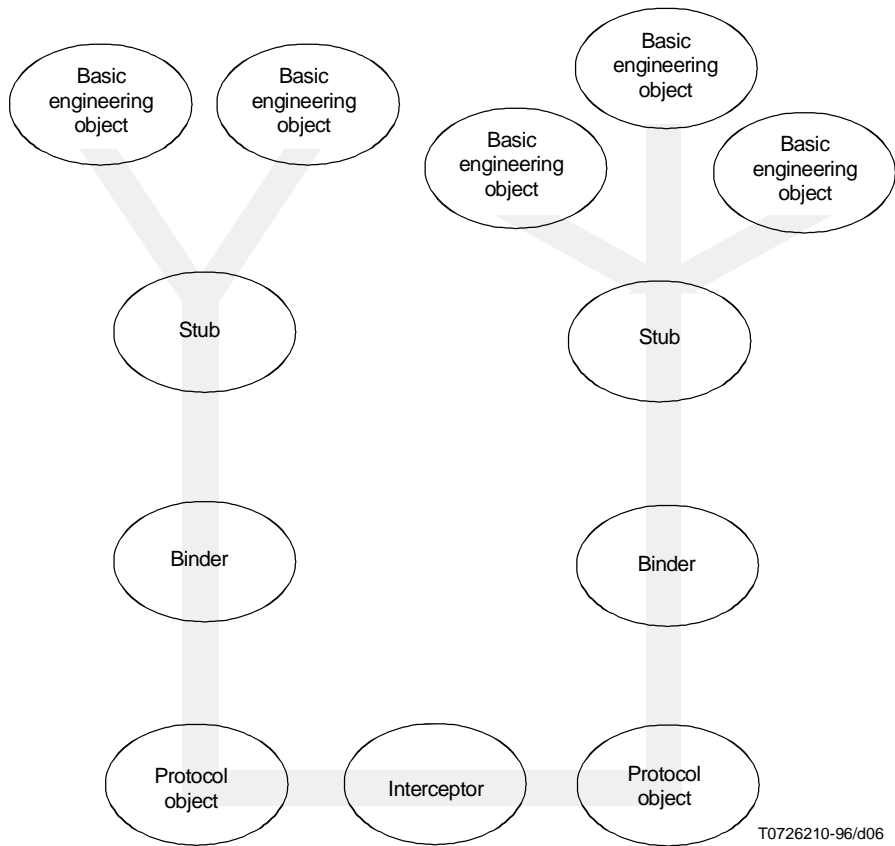 Basic
engineering
object
Basic
engineering
object
Basic
engineering
object
Basic
engineering
object
Basic
engineering
object
Stub
Stub
Binder
Binder
Protocol
object
Interceptor
Protocol
object
T0726210-96/d06